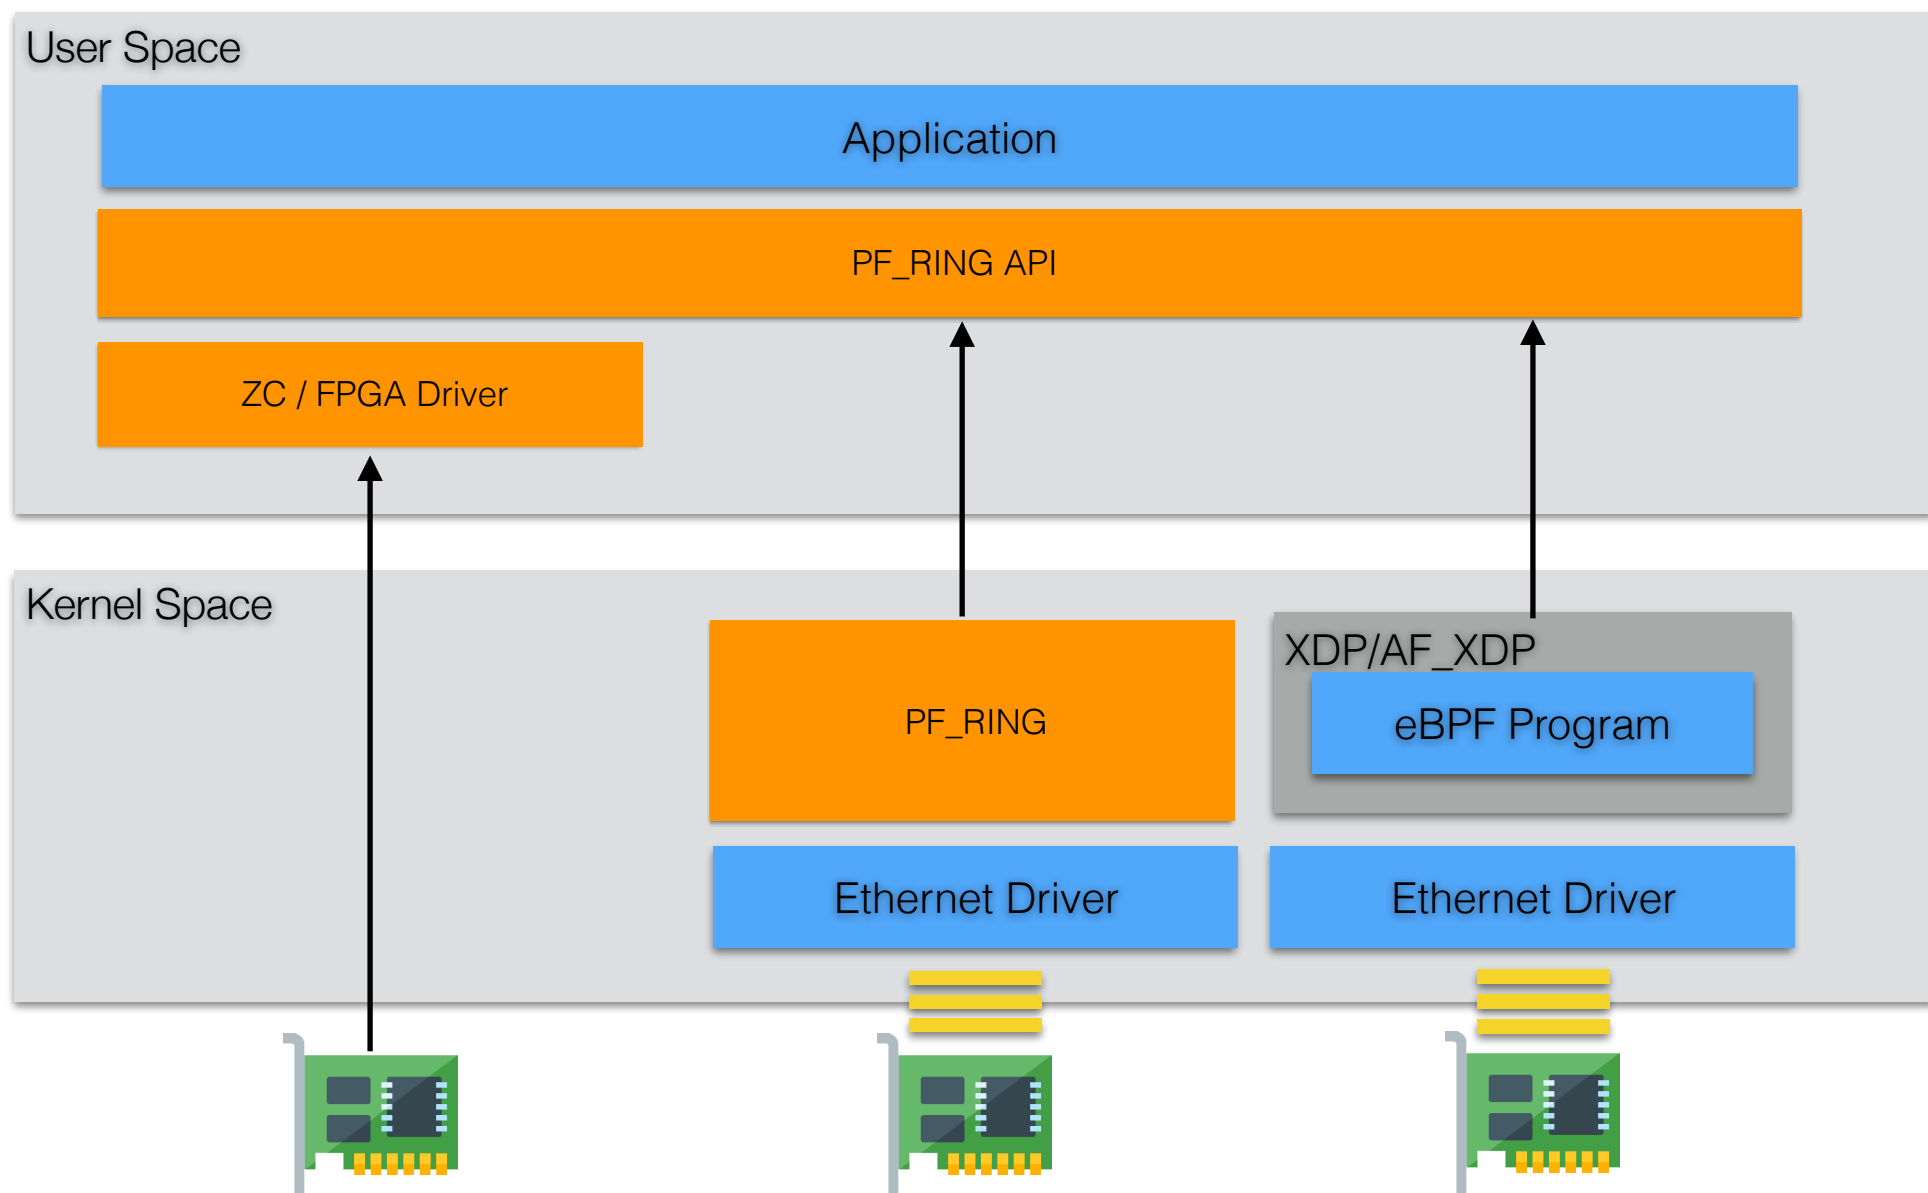 User Space
Application
PF_RING API
ZC / FPGA Driver
Kernel Space
PF_RING
XDP/AF_XDP
eBPF Program
Ethernet Driver
Ethernet Driver